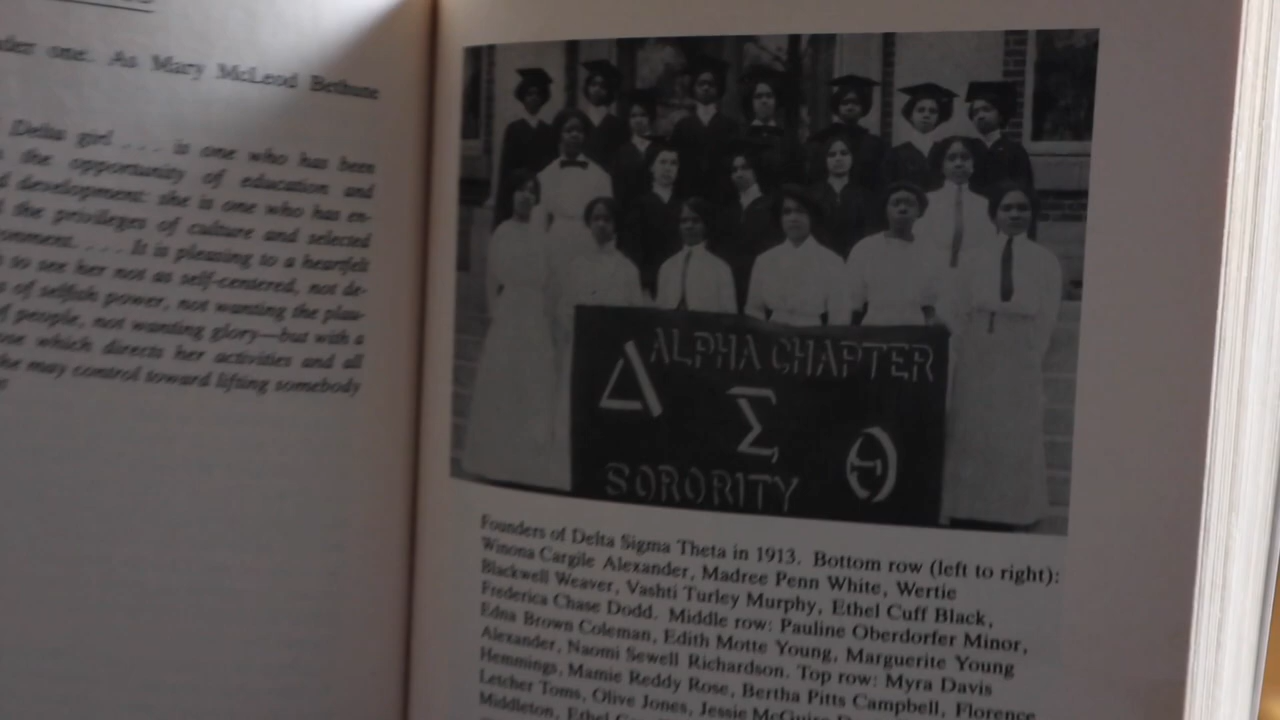 der one. As Mary McLeod Bethune
Delta girl . . . is one who has been
the opportunity of education and
development: she is one who has en-
the privileges of culture and selected
. . . . It is pleasing to a heartfelt
to see her not as self-centered, not de-
of selfish power, not wanting the plau-
of people, not wanting glory—but with a
which directs her activities and all
he may control toward lifting somebody
ALPHA CHAPTER
Δ Σ Θ
SORORITY
Founders of Delta Sigma Theta in 1913. Bottom row (left to right):
Winona Cargile Alexander, Madree Penn White, Wertie
Blackwell Weaver, Vashti Turley Murphy, Ethel Cuff Black,
Frederica Chase Dodd. Middle row: Pauline Oberdorfer Minor,
Edna Brown Coleman, Edith Motte Young, Marguerite Young
Alexander, Naomi Sewell Richardson. Top row: Myra Davis
Hemmings, Mamie Reddy Rose, Bertha Pitts Campbell, Florence
Letcher Toms, Olive Jones, Jessie McGuire
Middleton, Ethel